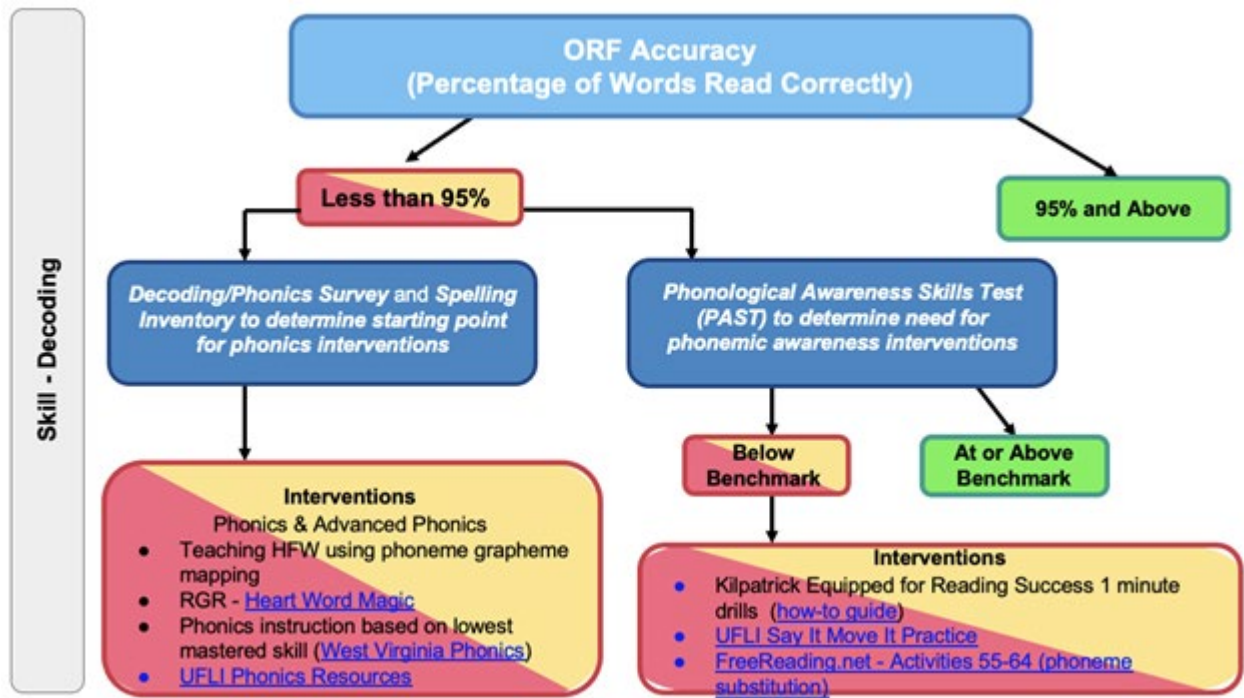 Skill - Decoding
ORF Accuracy
(Percentage of Words Read Correctly)
Less than 95%
95% and Above
Decoding/Phonics Survey and Spelling
Inventory to determine starting point
for phonics interventions
Phonological Awareness Skills Test
(PAST) to determine need for
phonemic awareness interventions
Below
Benchmark
At or Above
Benchmark
Interventions
Phonics & Advanced Phonics
● Teaching HFW using phoneme grapheme
mapping
● RGR - Heart Word Magic
● Phonics instruction based on lowest
mastered skill (West Virginia Phonics)
● UFLI Phonics Resources
Interventions
● Kilpatrick Equipped for Reading Success 1 minute
drills (how-to guide)
● UFLI Say It Move It Practice
● FreeReading.net - Activities 55-64 (phoneme
substitution)